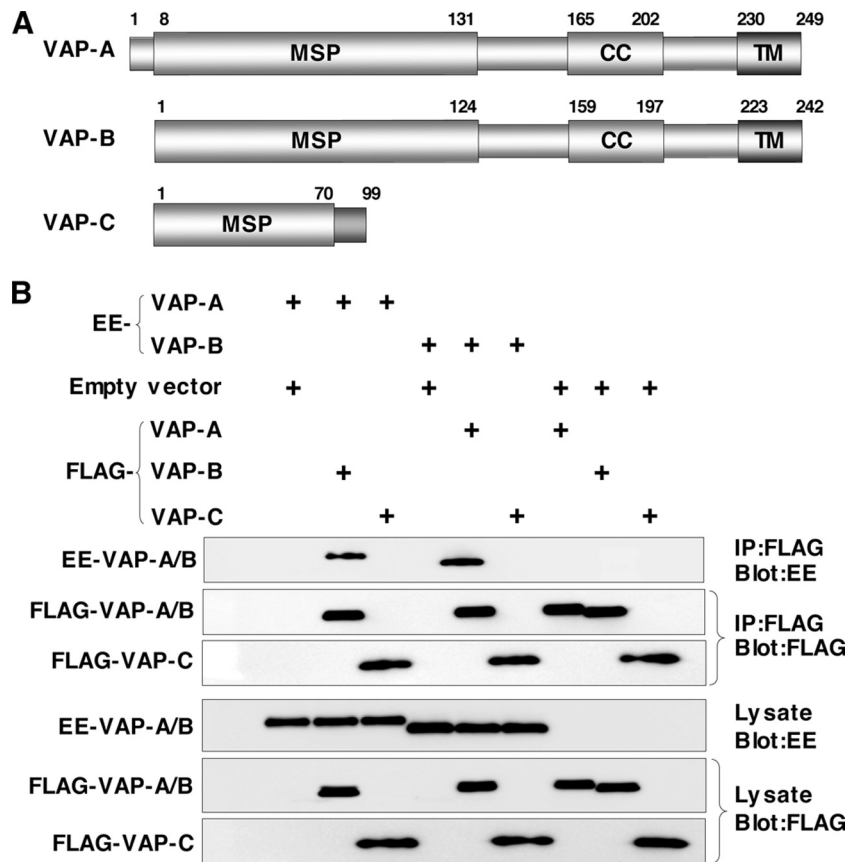 A
1 8 131 165 202 230 249
VAP-A MSP CC TM
1 124 159 197 223 242
VAP-B MSP CC TM
1 70 99
VAP-C MSP
B
EE- VAP-A + + +
VAP-B + + +
Empty vector + + + + +
FLAG- VAP-A + +
VAP-B + +
VAP-C + + +
EE-VAP-A/B IP:FLAG
Blot:EE
FLAG-VAP-A/B IP:FLAG
Blot:FLAG
FLAG-VAP-C
EE-VAP-A/B Lysate
Blot:EE
FLAG-VAP-A/B Lysate
Blot:FLAG
FLAG-VAP-C